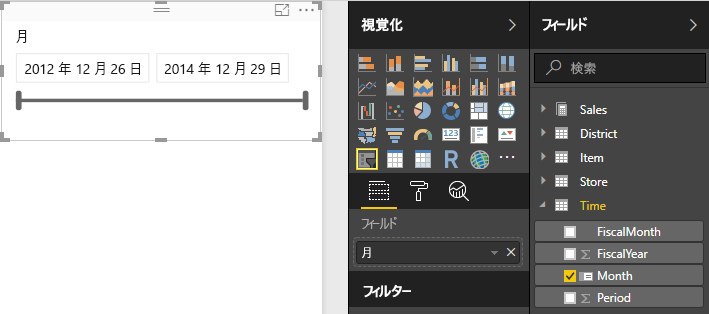 月
2012 年 12 月 26 日
2014 年 12 月 29 日
視覚化
123
R
フィールド
月
フィルター
フィールド
検索
Sales
District
Item
Store
Time
FiscalMonth
FiscalYear
Month
Period